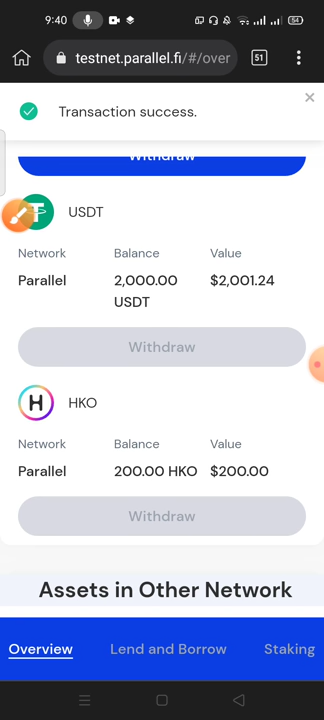 9:40
54
testnet.parallel.fi/#/over
51
Transaction success.
Withdraw
USDT
Network Balance Value
Parallel 2,000.00 $2,001.24
USDT
Withdraw
H HKO
Network Balance Value
Parallel 200.00 HKO $200.00
Withdraw
Assets in Other Network
Overview Lend and Borrow Staking